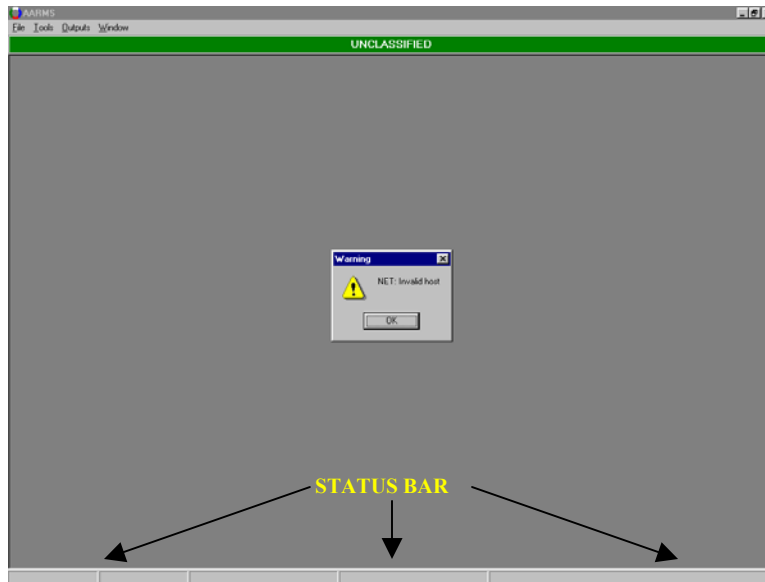 AARMS
File Tools Outputs Window
UNCLASSIFIED
Warning
NET: Invalid host
OK
STATUS BAR